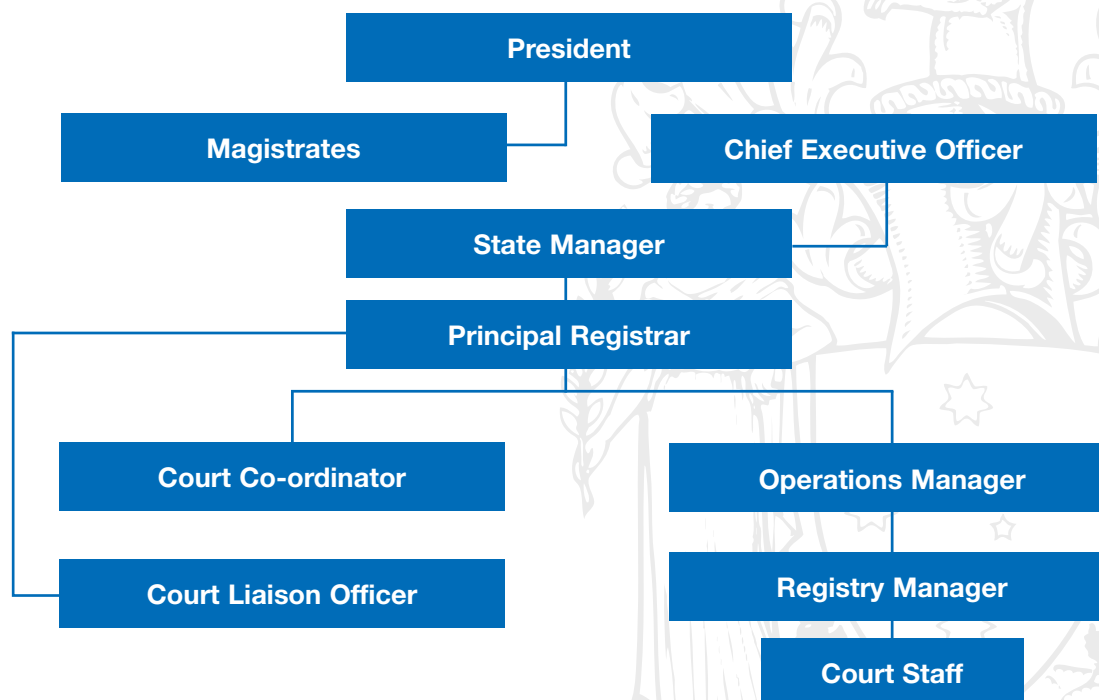 President
Magistrates
Chief Executive Officer
State Manager
Principal Registrar
Court Co-ordinator
Operations Manager
Court Liaison Officer
Registry Manager
Court Staff